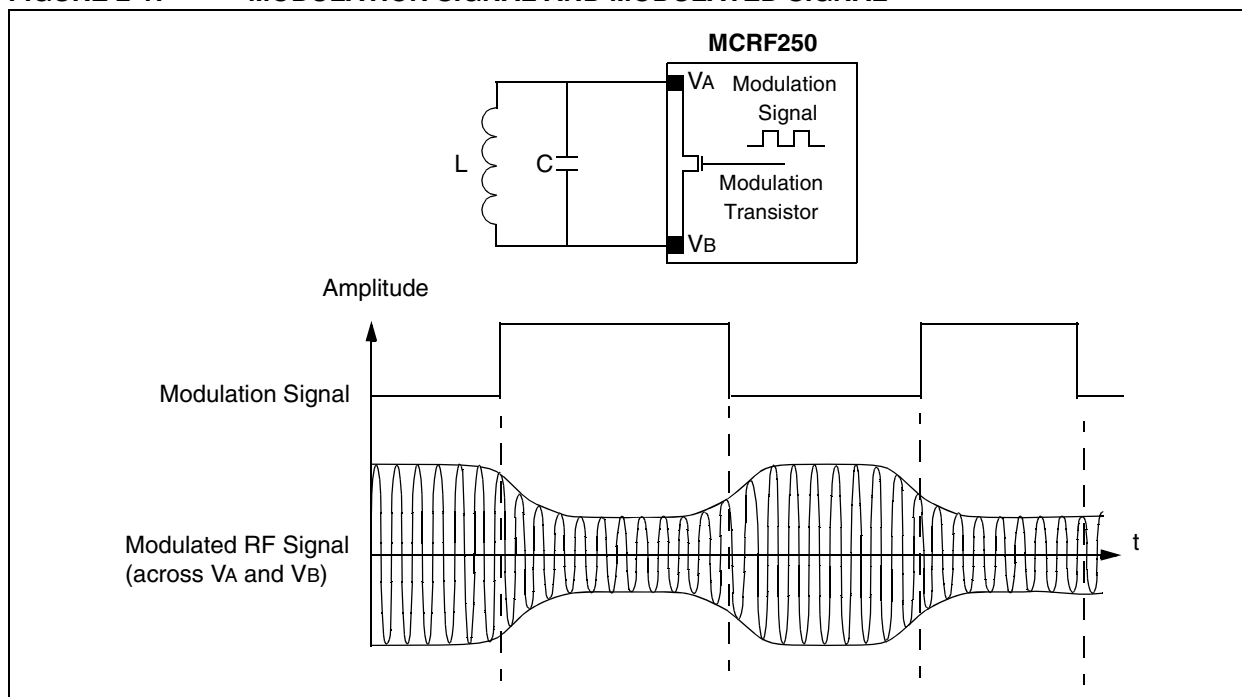 MCRF250
VA
Modulation
Signal
L
C
Modulation
Transistor
VB
Amplitude
Modulation Signal
Modulated RF Signal
(across VA and VB)
t